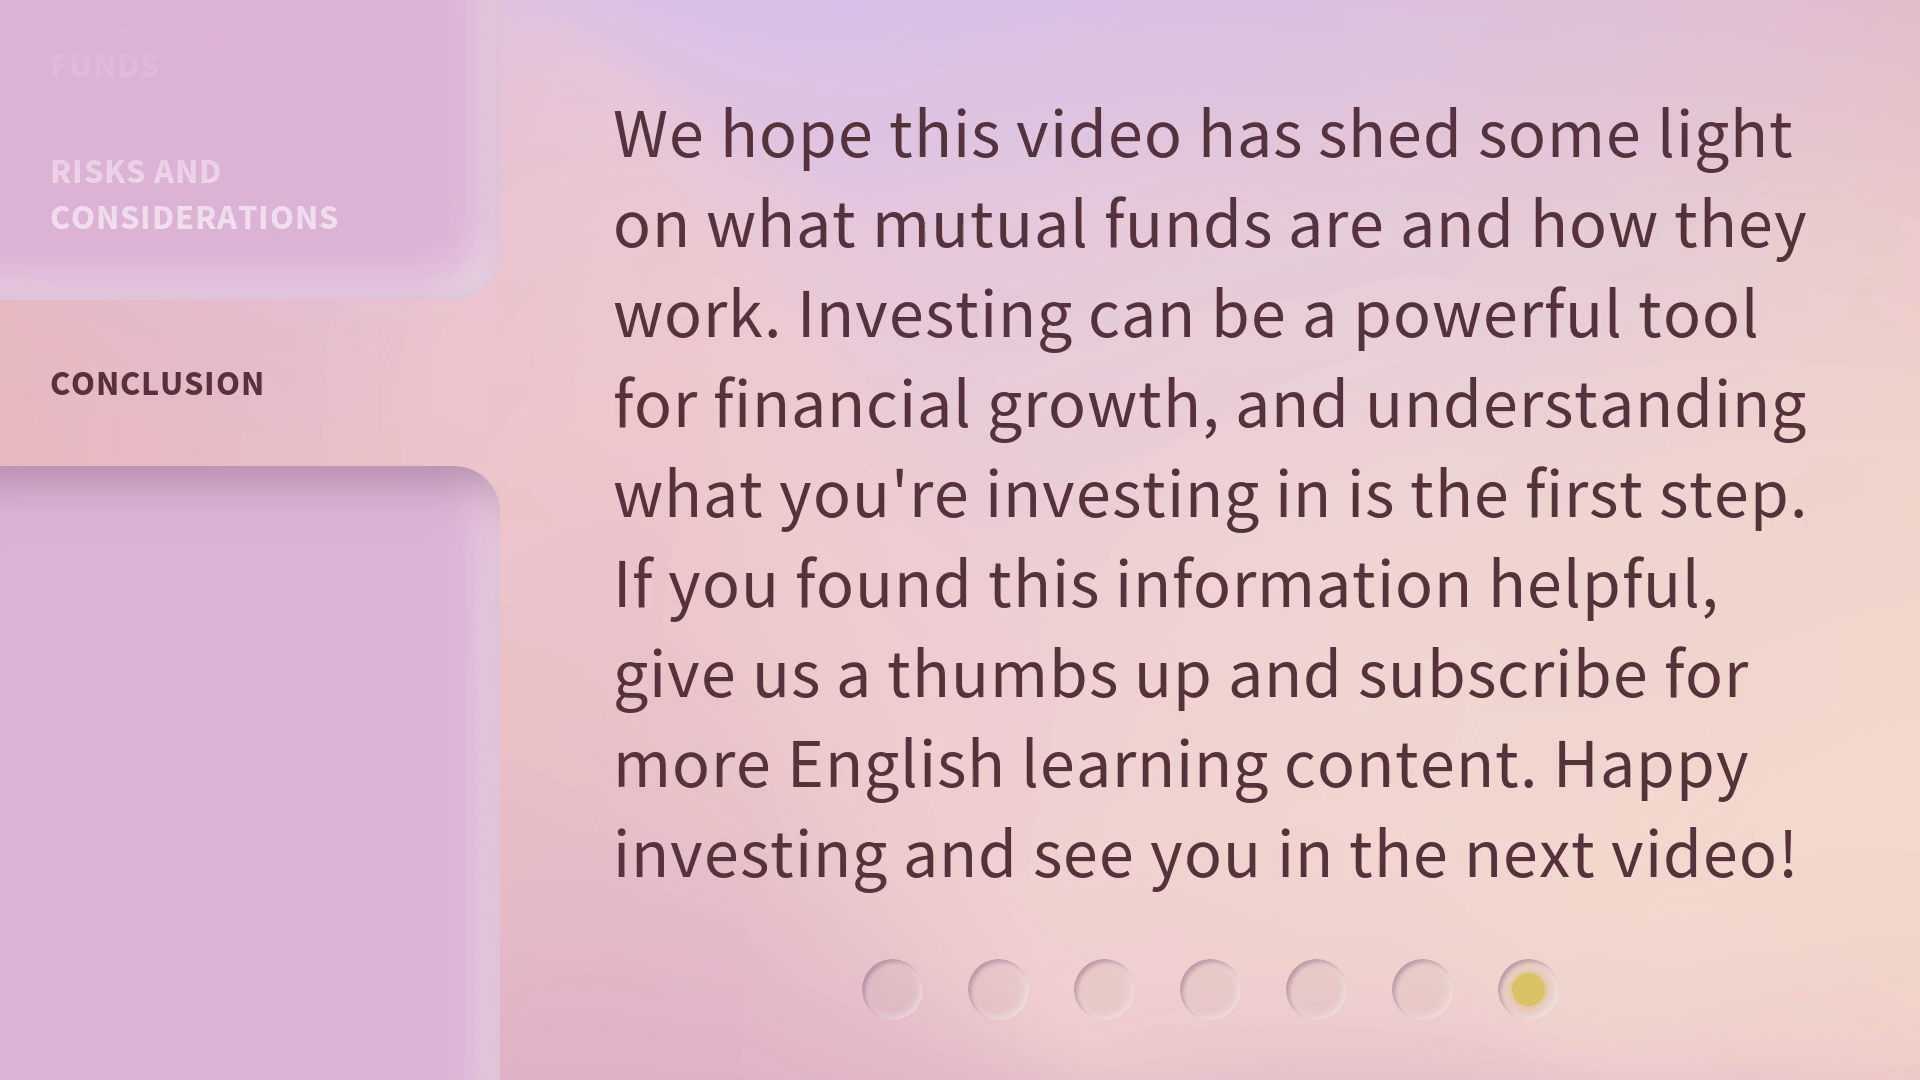 FUNDS
RISKS AND
CONSIDERATIONS
CONCLUSION
We hope this video has shed some light
on what mutual funds are and how they
work. Investing can be a powerful tool
for financial growth, and understanding
what you're investing in is the first step.
If you found this information helpful,
give us a thumbs up and subscribe for
more English learning content. Happy
investing and see you in the next video!